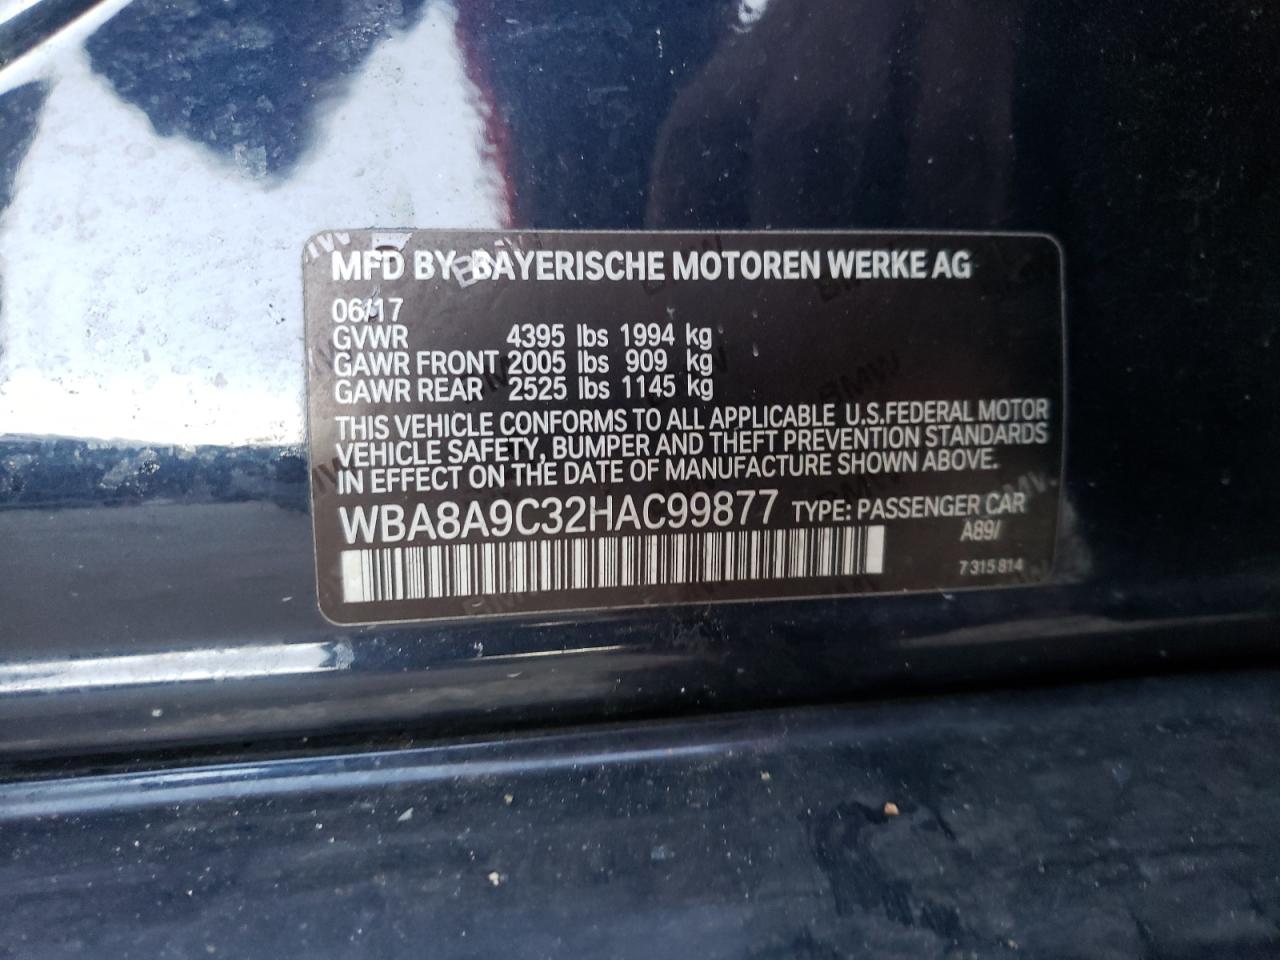 MFD BY BAYERISCHE MOTOREN WERKE AG
06/17
GVWR 4395 lbs 1994 kg
GAWR FRONT 2005 lbs 909 kg
GAWR REAR 2525 lbs 1145 kg
THIS VEHICLE CONFORMS TO ALL APPLICABLE U.S.FEDERAL MOTOR
VEHICLE SAFETY, BUMPER AND THEFT PREVENTION STANDARDS
IN EFFECT ON THE DATE OF MANUFACTURE SHOWN ABOVE.
WBA8A9C32HAC99877 TYPE: PASSENGER CAR
A89/
7 315 814